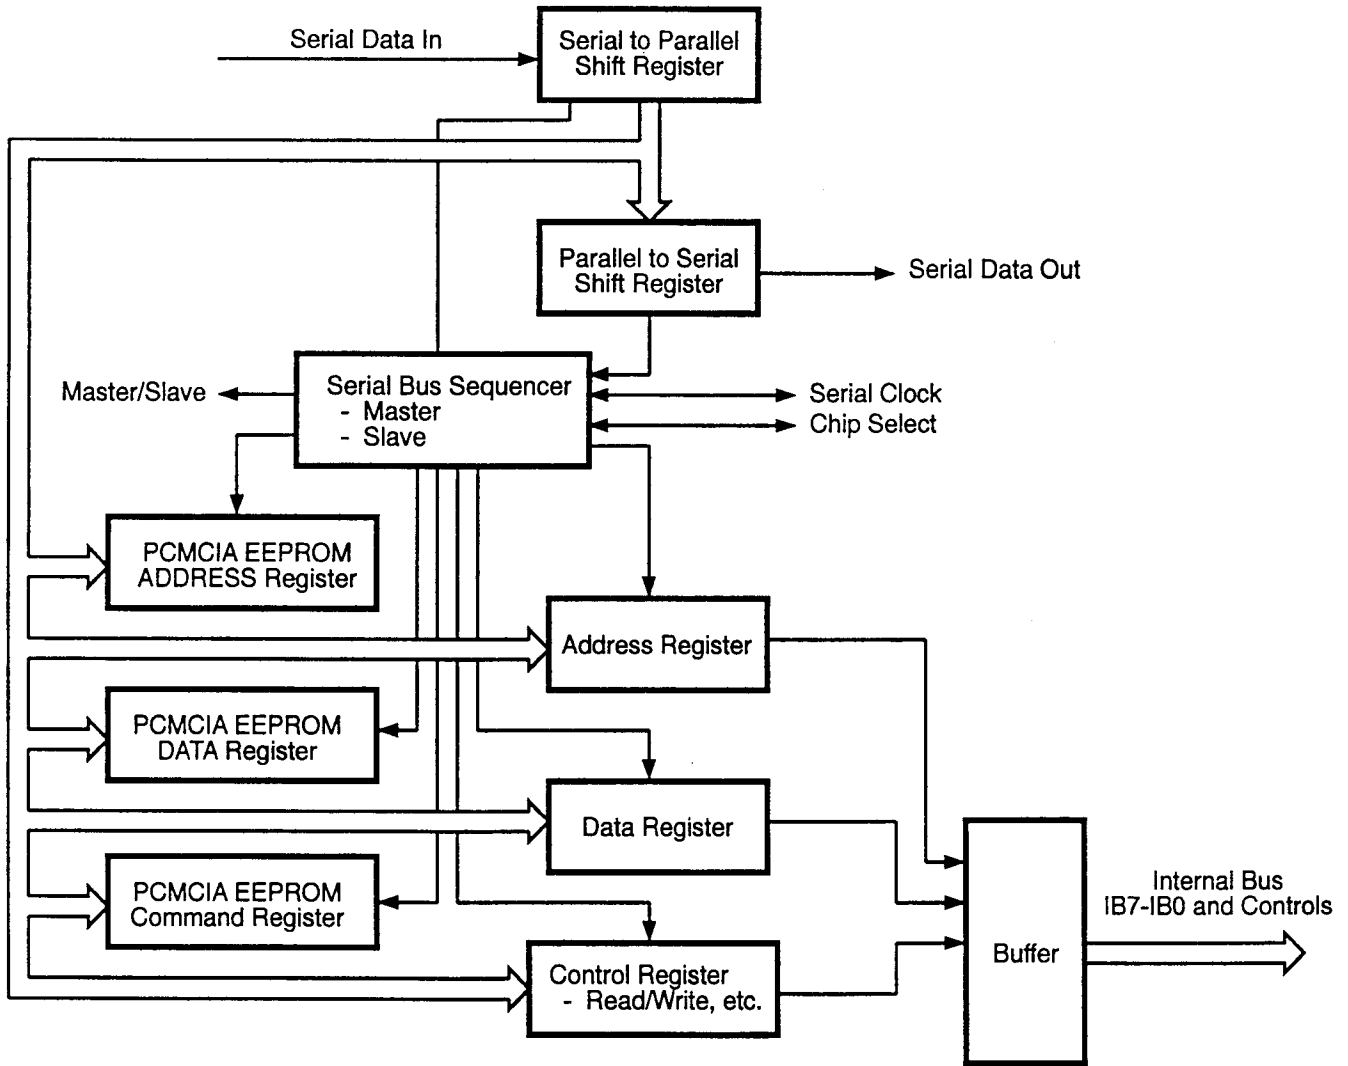 Serial Data In
Serial to Parallel
Shift Register
Parallel to Serial
Shift Register
Serial Data Out
Master/Slave
Serial Bus Sequencer
- Master
- Slave
Serial Clock
Chip Select
PCMCIA EEPROM
ADDRESS Register
Address Register
PCMCIA EEPROM
DATA Register
Data Register
PCMCIA EEPROM
Command Register
Control Register
- Read/Write, etc.
Buffer
Internal Bus
IB7-IB0 and Controls